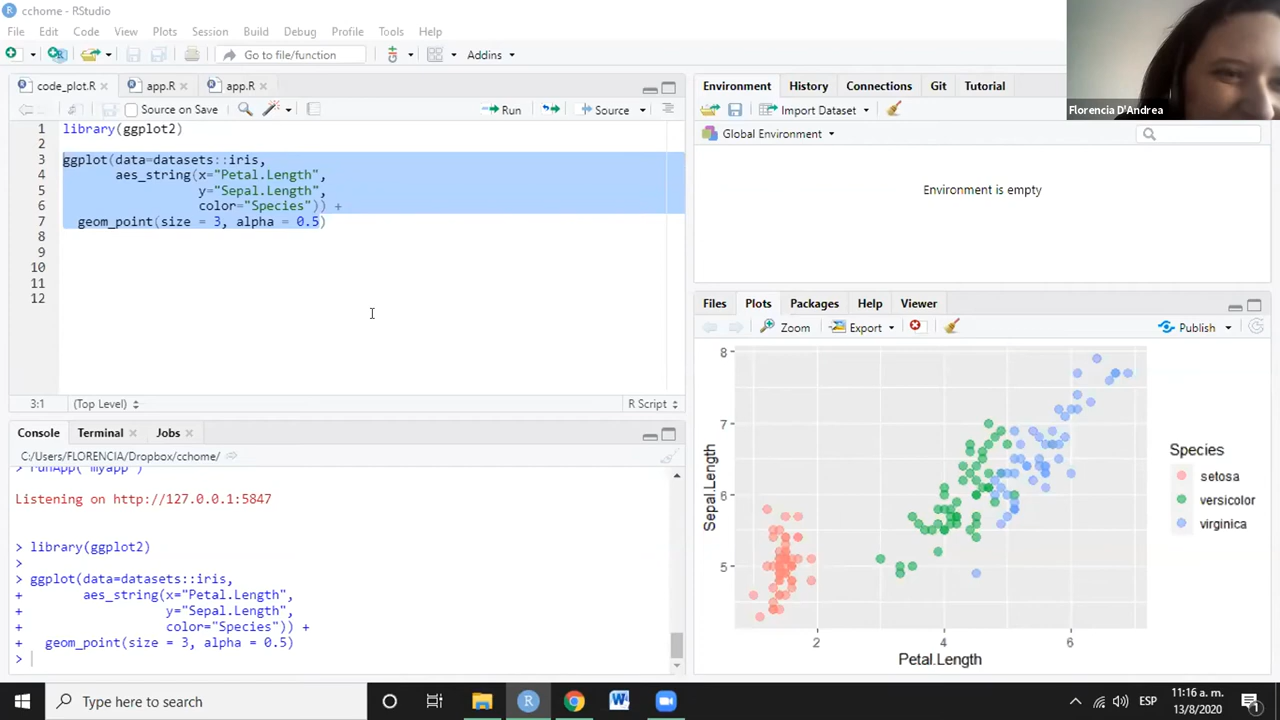 cchome - RStudio
File Edit Code View Plots Session Build Debug Profile Tools Help
Go to file/function Addins
code_plot.R app.R app.R
Source on Save Run Source
1 library(ggplot2)
2
3 ggplot(data=datasets::iris,
4 aes_string(x="Petal.Length",
5 y="Sepal.Length",
6 color="Species")) +
7 geom_point(size = 3, alpha = 0.5)
8
9
10
11
12
3:1 (Top Level) R Script
Console Terminal Jobs
C:/Users/FLORENCIA/Dropbox/cchome/
> runApp('myapp')
Listening on http://127.0.0.1:5847
> library(ggplot2)
>
> ggplot(data=datasets::iris,
+ aes_string(x="Petal.Length",
+ y="Sepal.Length",
+ color="Species")) +
+ geom_point(size = 3, alpha = 0.5)
>
Environment History Connections Git Tutorial
Import Dataset
Global Environment
Environment is empty
Files Plots Packages Help Viewer
Zoom Export Publish
8
7
6
5
2 4 6
Sepal.Length
Petal.Length
Species
setosa
versicolor
virginica
Florencia D'Andrea
Type here to search
ESP
11:16 a. m.
13/8/2020
1